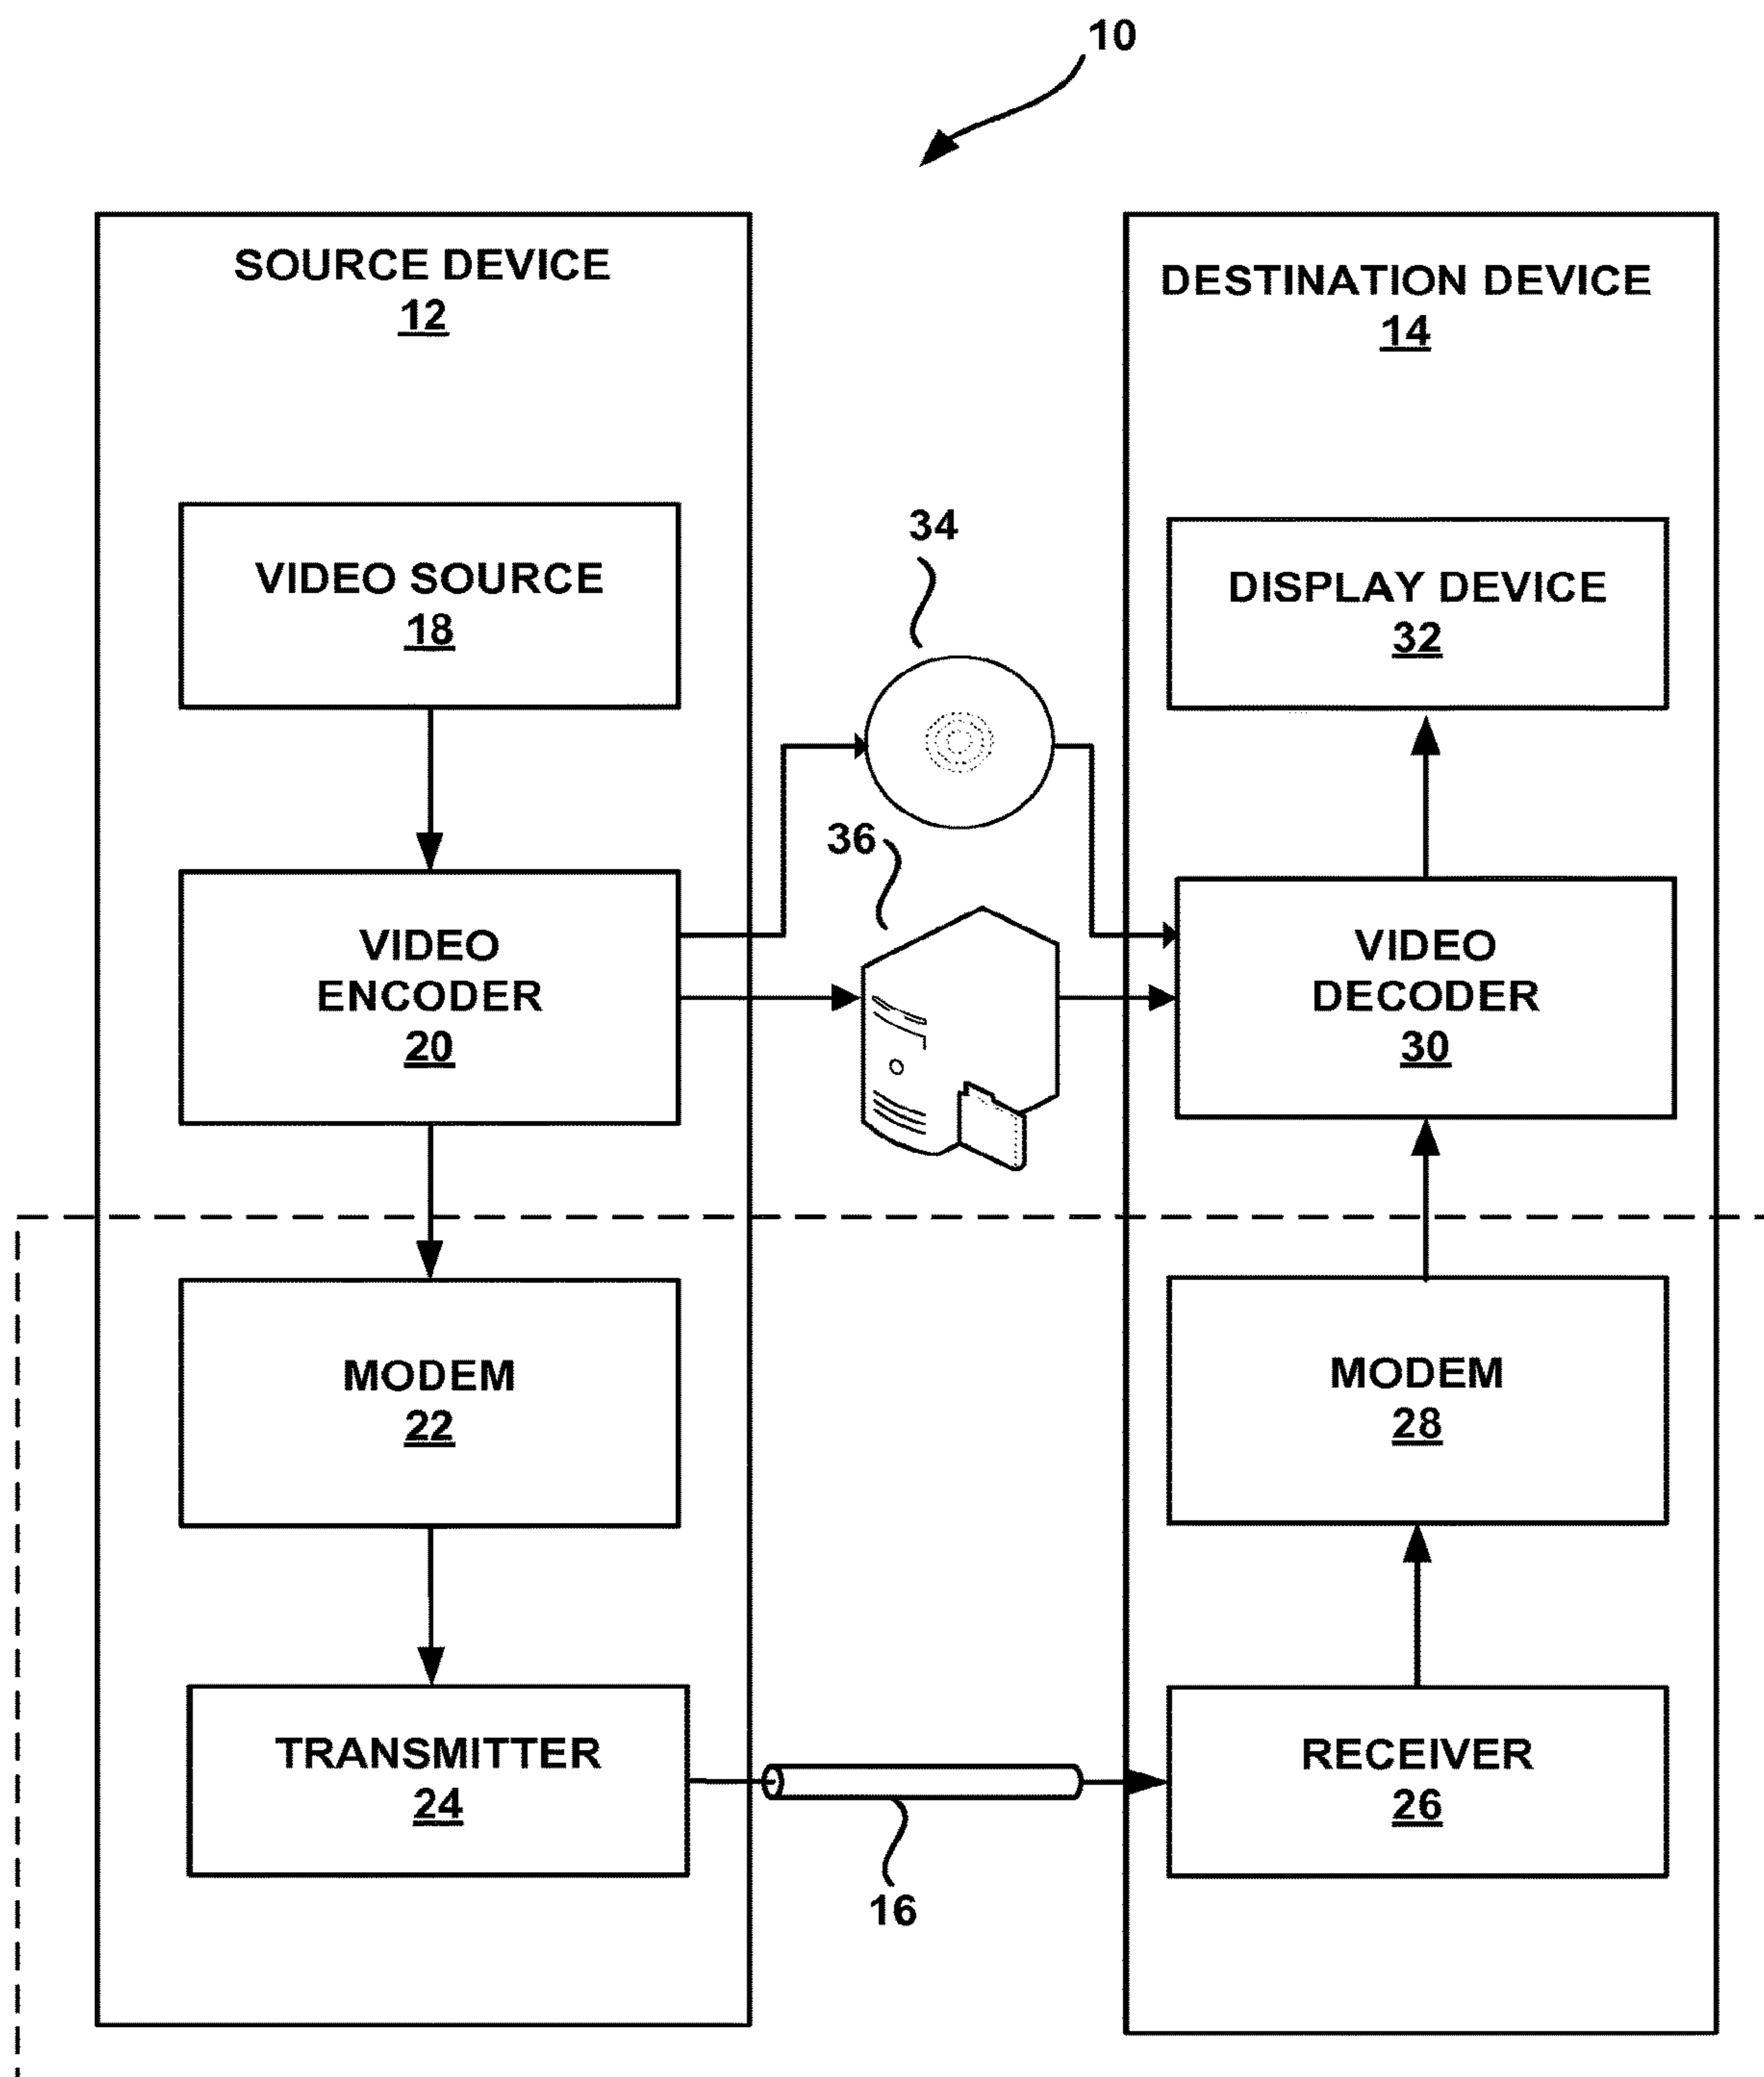 10
SOURCE DEVICE
12
VIDEO SOURCE
18
VIDEO
ENCODER
20
MODEM
22
TRANSMITTER
24
34
36
16
DESTINATION DEVICE
14
DISPLAY DEVICE
32
VIDEO
DECODER
30
MODEM
28
RECEIVER
26